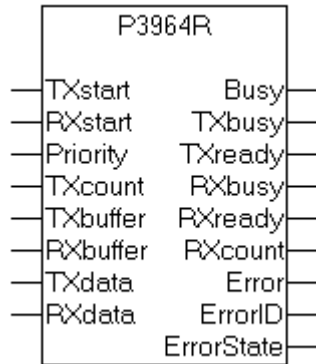 P3964R
TXstart Busy
RXstart TXbusy
Priority TXready
TXcount RXbusy
TXbuffer RXready
RXbuffer RXcount
TXdata Error
RXdata ErrorID
ErrorState